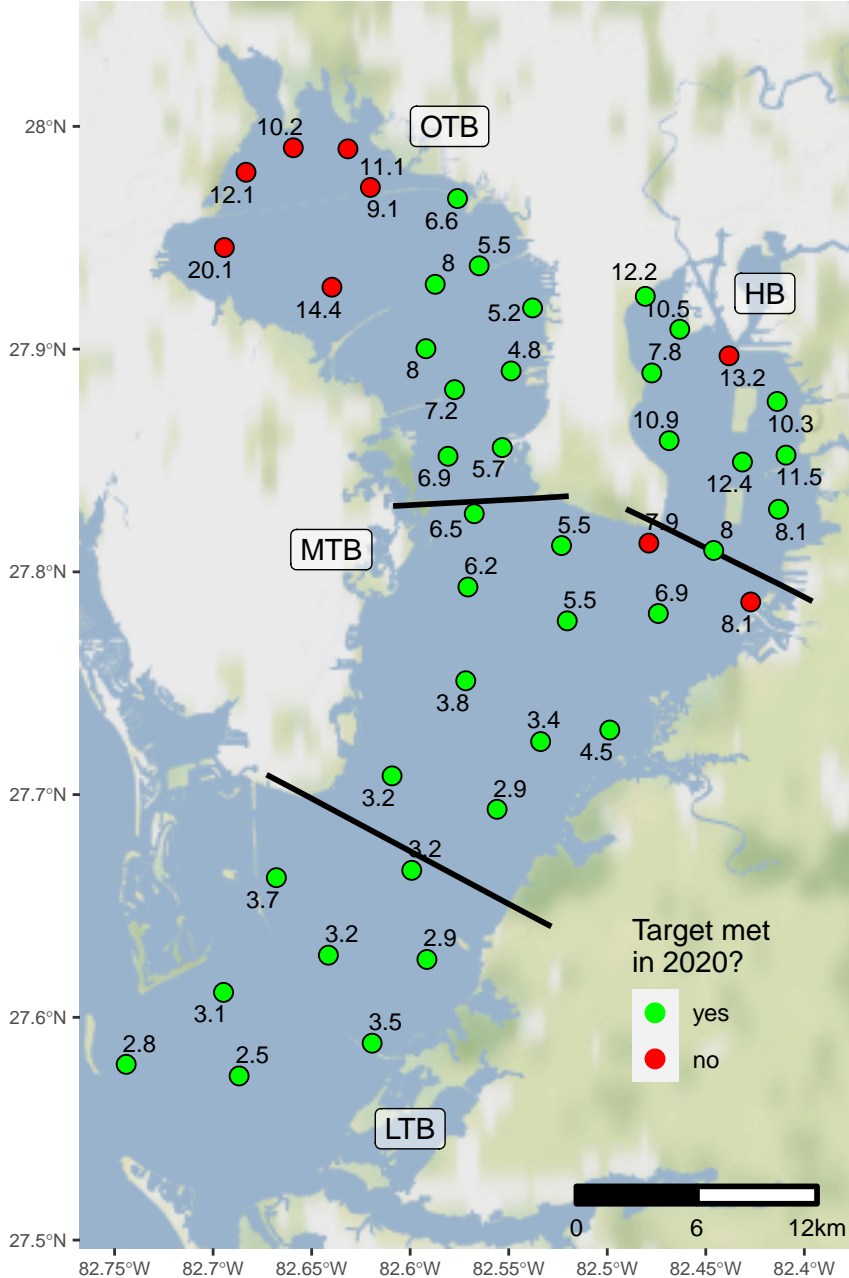 28°N
27.9°N
27.8°N
27.7°N
27.6°N
27.5°N
OTB
10.2
11.1
12.1
9.1
6.6
20.1
5.5
8
14.4
5.2
12.2
HB
10.5
8
4.8
7.8
13.2
7.2
10.9
10.3
6.9
5.7
12.4
11.5
6.5
5.5
7.9
8
8.1
MTB
6.2
5.5
6.9
8.1
3.8
3.4
4.5
3.2
2.9
3.2
3.7
3.2
2.9
3.1
3.5
2.8
2.5
LTB
Target met
in 2020?
yes
no
0 6 12km
82.75°W 82.7°W 82.65°W 82.6°W 82.55°W 82.5°W 82.45°W 82.4°W